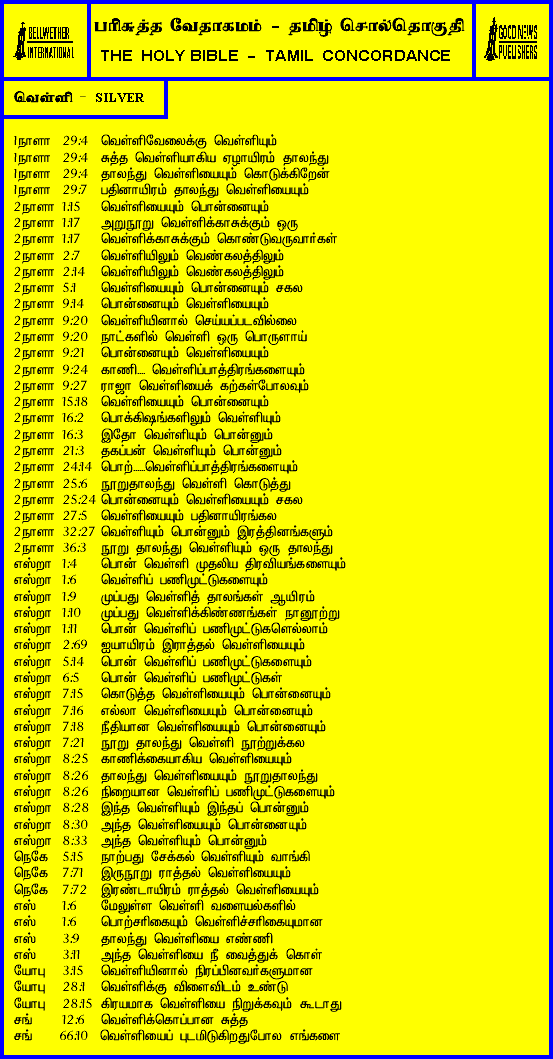 BELLWETHER
INTERNATIONAL
பரிசுத்த வேதாகமம் - தமிழ் சொல்தொகுதி
THE HOLY BIBLE - TAMIL CONCORDANCE
GOOD NEWS
PUBLISHERS
வெள்ளி - SILVER
1நாளா 29:4 வெள்ளிவேலைக்கு வெள்ளியும்
1நாளா 29:4 சுத்த வெள்ளியாகிய ஏழாயிரம் தாலந்து
1நாளா 29:4 தாலந்து வெள்ளியையும் கொடுக்கிறேன்
1நாளா 29:7 பதினாயிரம் தாலந்து வெள்ளியையும்
2நாளா 1:15 வெள்ளியையும் பொன்னையும்
2நாளா 1:17 அறுநூறு வெள்ளிக்காசுக்கும் ஒரு
2நாளா 1:17 வெள்ளிக்காசுக்கும் கொண்டுவருவார்கள்
2நாளா 2:7 வெள்ளியிலும் வெண்கலத்திலும்
2நாளா 2:14 வெள்ளியிலும் வெண்கலத்திலும்
2நாளா 5:1 வெள்ளியையும் பொன்னையும் சகல
2நாளா 9:14 பொன்னையும் வெள்ளியையும்
2நாளா 9:20 வெள்ளியினால் செய்யப்படவில்லை
2நாளா 9:20 நாட்களில் வெள்ளி ஒரு பொருளாய்
2நாளா 9:21 பொன்னையும் வெள்ளியையும்
2நாளா 9:24 காணி.... வெள்ளிப்பாத்திரங்களையும்
2நாளா 9:27 ராஜா வெள்ளியைக் கற்கள்போலவும்
2நாளா 15:18 வெள்ளியையும் பொன்னையும்
2நாளா 16:2 பொக்கிஷங்களிலும் வெள்ளியும்
2நாளா 16:3 இதோ வெள்ளியும் பொன்னும்
2நாளா 21:3 தகப்பன் வெள்ளியும் பொன்னும்
2நாளா 24:14 பொற்......வெள்ளிப்பாத்திரங்களையும்
2நாளா 25:6 நூறுதாலந்து வெள்ளி கொடுத்து
2நாளா 25:24 பொன்னையும் வெள்ளியையும் சகல
2நாளா 27:5 வெள்ளியையும் பதினாயிரங்கல
2நாளா 32:27 வெள்ளியும் பொன்னும் இரத்தினங்களும்
2நாளா 36:3 நூறு தாலந்து வெள்ளியும் ஒரு தாலந்து
எஸ்றா 1:4 பொன் வெள்ளி முதலிய திரவியங்களையும்
எஸ்றா 1:6 வெள்ளிப் பணிமுட்டுகளையும்
எஸ்றா 1:9 முப்பது வெள்ளித் தாலங்கள் ஆயிரம்
எஸ்றா 1:10 முப்பது வெள்ளிக்கிண்ணங்கள் நானூற்று
எஸ்றா 1:11 பொன் வெள்ளிப் பணிமுட்டுகளெல்லாம்
எஸ்றா 2:69 ஐயாயிரம் இராத்தல் வெள்ளியையும்
எஸ்றா 5:14 பொன் வெள்ளிப் பணிமுட்டுகளையும்
எஸ்றா 6:5 பொன் வெள்ளிப் பணிமுட்டுகள்
எஸ்றா 7:15 கொடுத்த வெள்ளியையும் பொன்னையும்
எஸ்றா 7:16 எல்லா வெள்ளியையும் பொன்னையும்
எஸ்றா 7:18 நீதியான வெள்ளியையும் பொன்னையும்
எஸ்றா 7:21 நூறு தாலந்து வெள்ளி நூற்றுக்கல
எஸ்றா 8:25 காணிக்கையாகிய வெள்ளியையும்
எஸ்றா 8:26 தாலந்து வெள்ளியையும் நூறுதாலந்து
எஸ்றா 8:26 நிறையான வெள்ளிப் பணிமுட்டுகளையும்
எஸ்றா 8:28 இந்த வெள்ளியும் இந்தப் பொன்னும்
எஸ்றா 8:30 அந்த வெள்ளியையும் பொன்னையும்
எஸ்றா 8:33 அந்த வெள்ளியும் பொன்னும்
நெகே 5:15 நாற்பது சேக்கல் வெள்ளியும் வாங்கி
நெகே 7:71 இருநூறு ராத்தல் வெள்ளியையும்
நெகே 7:72 இரண்டாயிரம் ராத்தல் வெள்ளியையும்
எஸ் 1:6 மேலுள்ள வெள்ளி வளையல்களில்
எஸ் 1:6 பொற்சரிகையும் வெள்ளிச்சரிகையுமான
எஸ் 3:9 தாலந்து வெள்ளியை எண்ணி
எஸ் 3:11 அந்த வெள்ளியை நீ வைத்துக் கொள்
யோபு 3:15 வெள்ளியினால் நிரப்பினவர்களுமான
யோபு 28:1 வெள்ளிக்கு விளைவிடம் உண்டு
யோபு 28:15 கிரயமாக வெள்ளியை நிறுக்கவும் கூடாது
சங் 12:6 வெள்ளிக்கொப்பான சுத்த
சங் 66:10 வெள்ளியைப் புடமிடுகிறதுபோல எங்களை